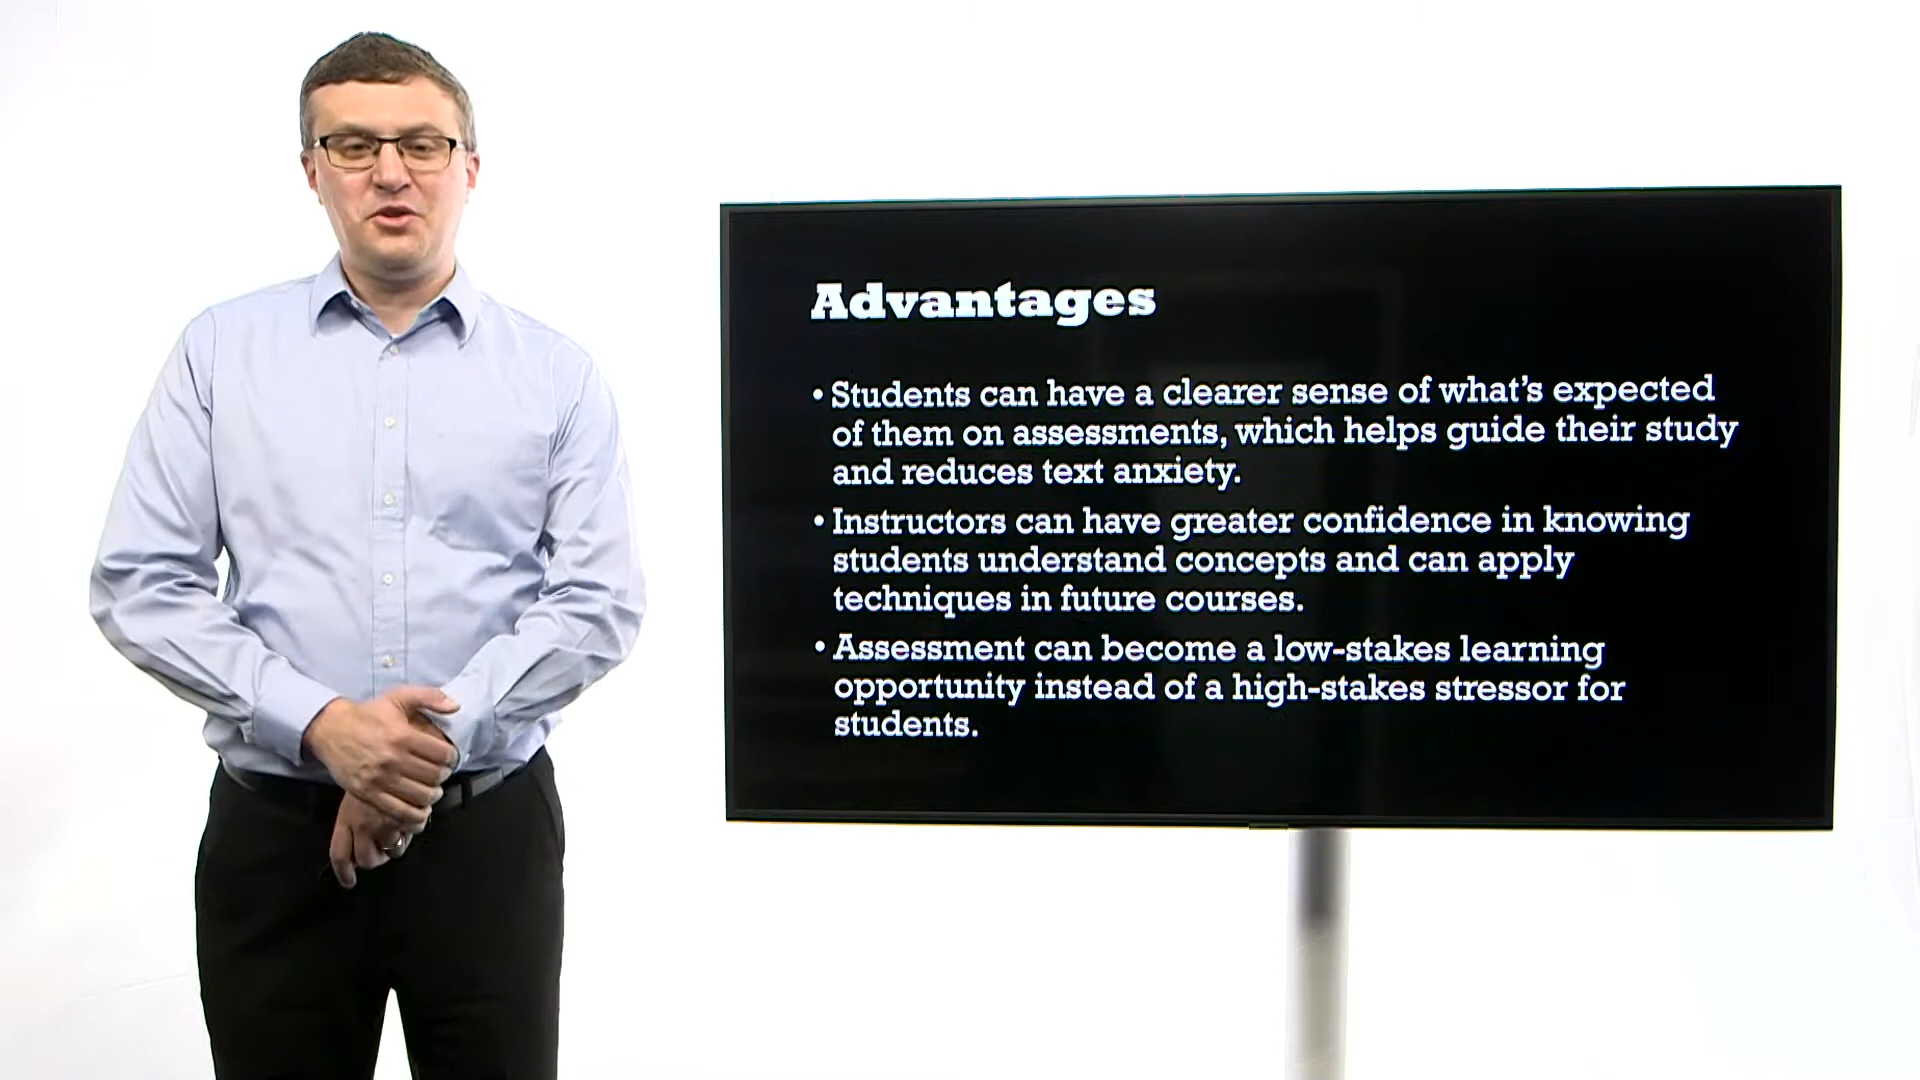 Advantages
• Students can have a clearer sense of what’s expected
of them on assessments, which helps guide their study
and reduces text anxiety.
• Instructors can have greater confidence in knowing
students understand concepts and can apply
techniques in future courses.
• Assessment can become a low-stakes learning
opportunity instead of a high-stakes stressor for
students.